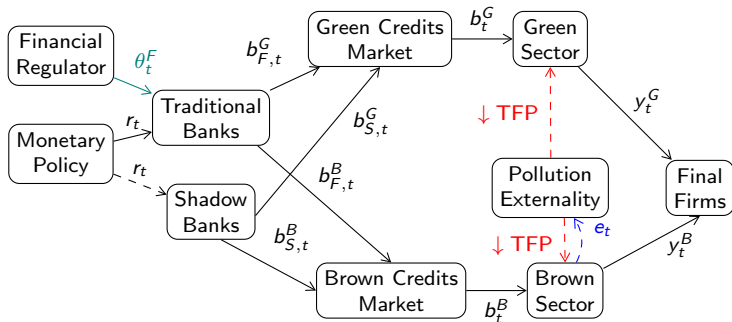 Financial
Regulator
θ_t^F
Monetary
Policy
r_t
r_t
Traditional
Banks
Shadow
Banks
b_{F,t}^G
b_{S,t}^G
b_{F,t}^B
b_{S,t}^B
Green Credits
Market
Brown Credits
Market
b_t^G
b_t^B
Green
Sector
↓ TFP
Pollution
Externality
↓ TFP
e_t
Brown
Sector
y_t^G
y_t^B
Final
Firms